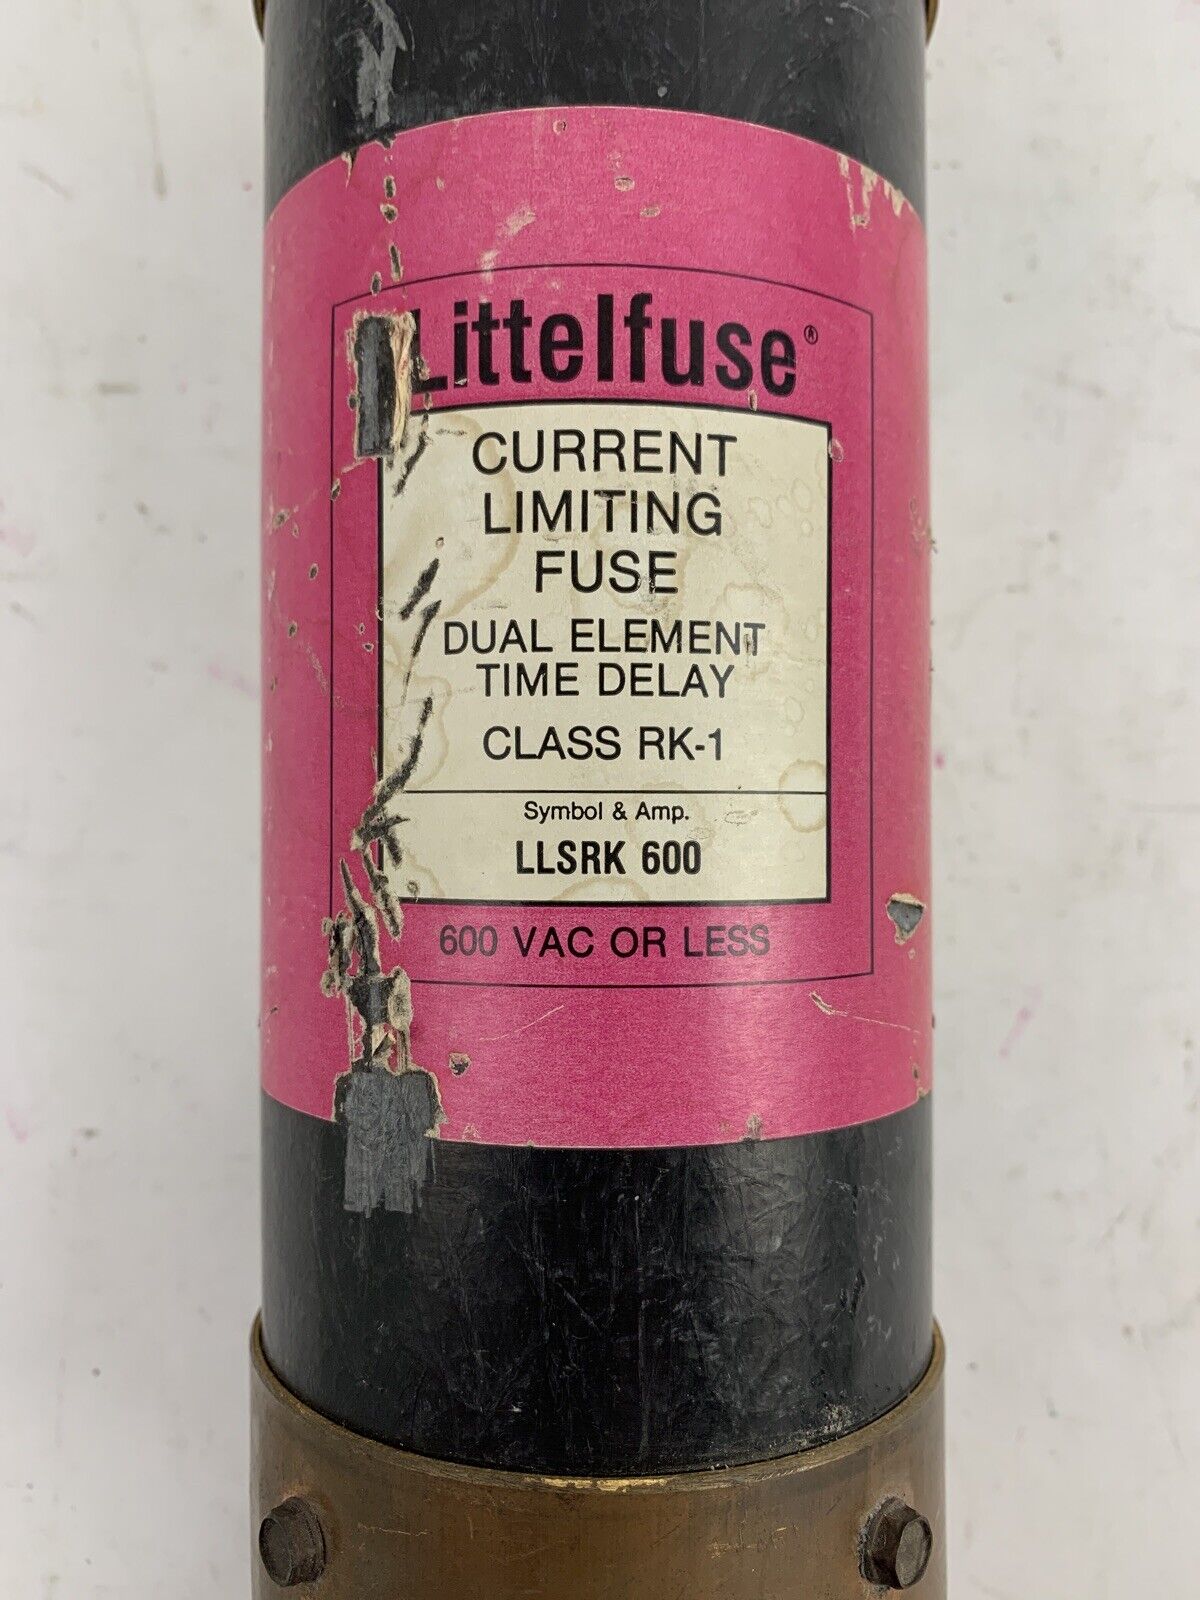 Littelfuse®
CURRENT
LIMITING
FUSE
DUAL ELEMENT
TIME DELAY
CLASS RK-1
Symbol & Amp.
LLSRK 600
600 VAC OR LESS